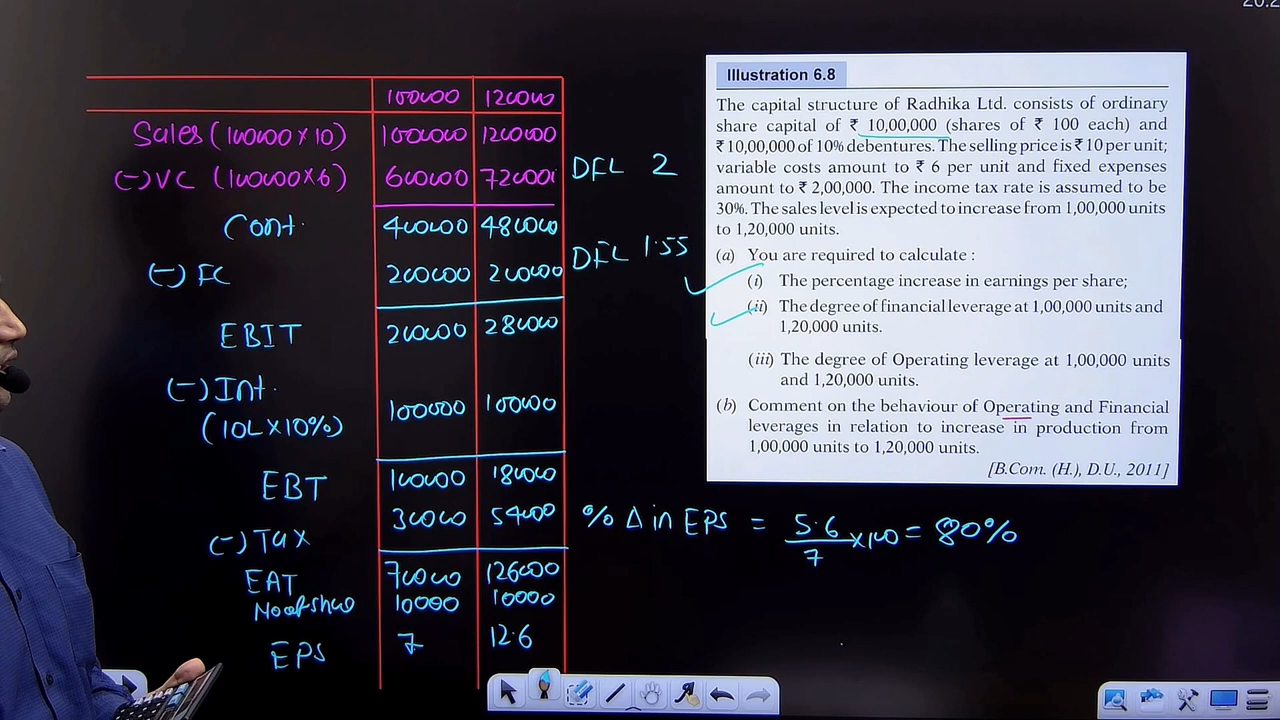 20:2
100000 120000
Sales (100000 × 10) 1000000 1200000
(-) VC (100000×6) 600000 720000
Cont. 400000 480000
(-) FC 200000 200000
EBIT 200000 280000
(-) Int.
(10L × 10%) 100000 100000
EBT 100000 180000
(-) Tax 30000 54000
EAT 70000 126000
No of share 10000 10000
EPS 7 12.6
DFL 2
DFL 1.55
Illustration 6.8
The capital structure of Radhika Ltd. consists of ordinary
share capital of ₹ 10,00,000 (shares of ₹ 100 each) and
₹ 10,00,000 of 10% debentures. The selling price is ₹ 10 per unit;
variable costs amount to ₹ 6 per unit and fixed expenses
amount to ₹ 2,00,000. The income tax rate is assumed to be
30%. The sales level is expected to increase from 1,00,000 units
to 1,20,000 units.
(a) You are required to calculate :
(i) The percentage increase in earnings per share;
(ii) The degree of financial leverage at 1,00,000 units and
1,20,000 units.
(iii) The degree of Operating leverage at 1,00,000 units
and 1,20,000 units.
(b) Comment on the behaviour of Operating and Financial
leverages in relation to increase in production from
1,00,000 units to 1,20,000 units.
[B.Com. (H.), D.U., 2011]
% Δ in EPS = 5.6
7 × 100 = 80%